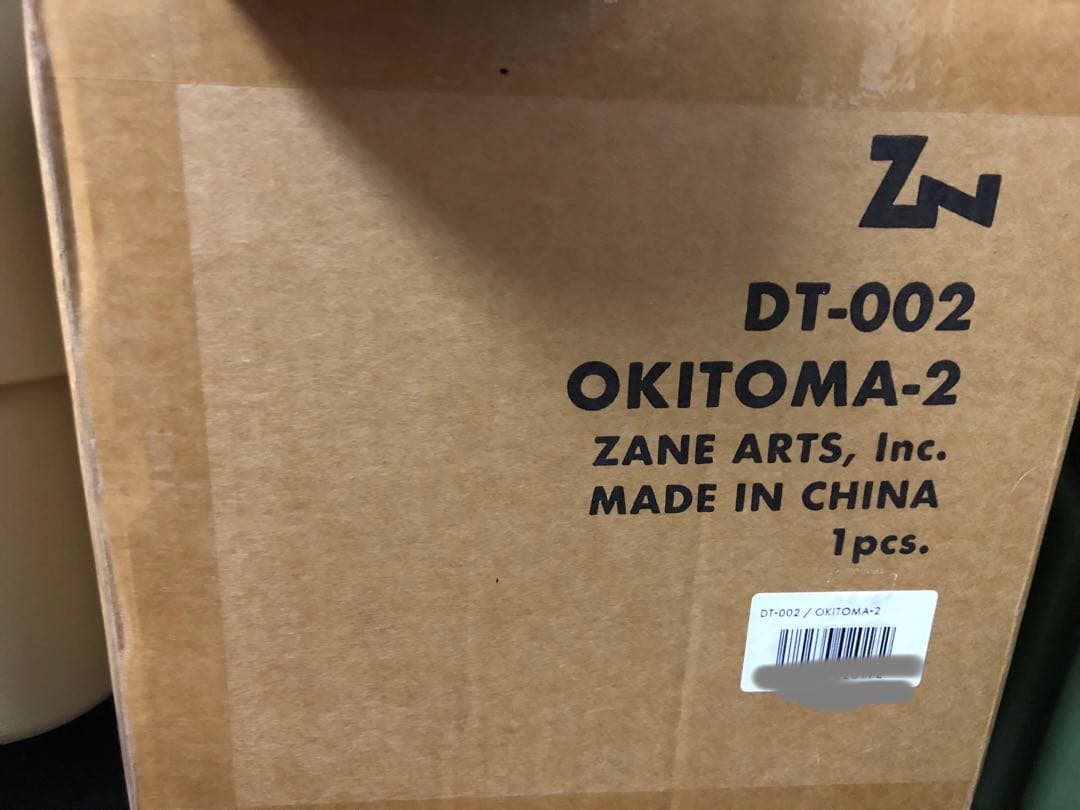 ZN
DT-002
OKITOMA-2
ZANE ARTS, Inc.
MADE IN CHINA
1pcs.
DT-002 / OKITOMA-2